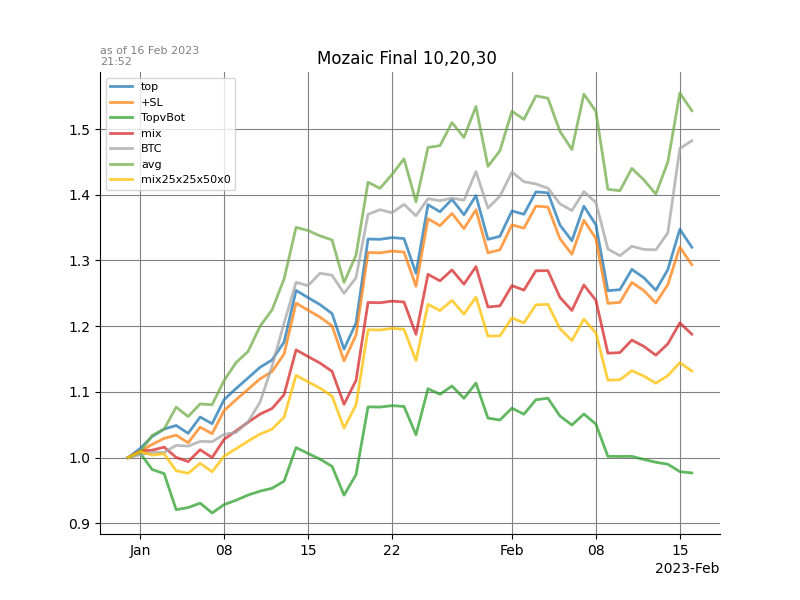 as of 16 Feb 2023
21:52
Mozaic Final 10,20,30
top
+SL
TopvBot
mix
BTC
avg
mix25x25x50x0
1.5
1.4
1.3
1.2
1.1
1.0
0.9
Jan 08 15 22 Feb 08 15
2023-Feb